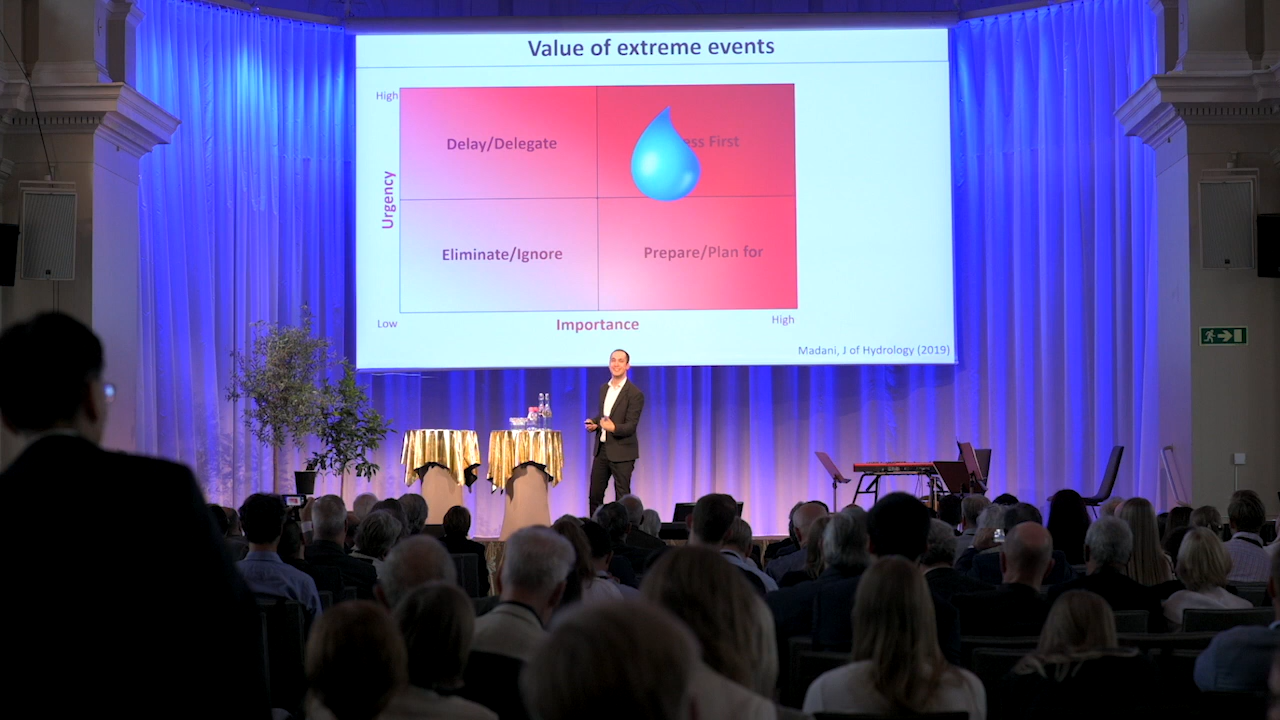 Value of extreme events
High
Delay/Delegate
ess First
Urgency
Eliminate/Ignore
Prepare/Plan for
Low
Importance
High
Madani, J of Hydrology (2019)